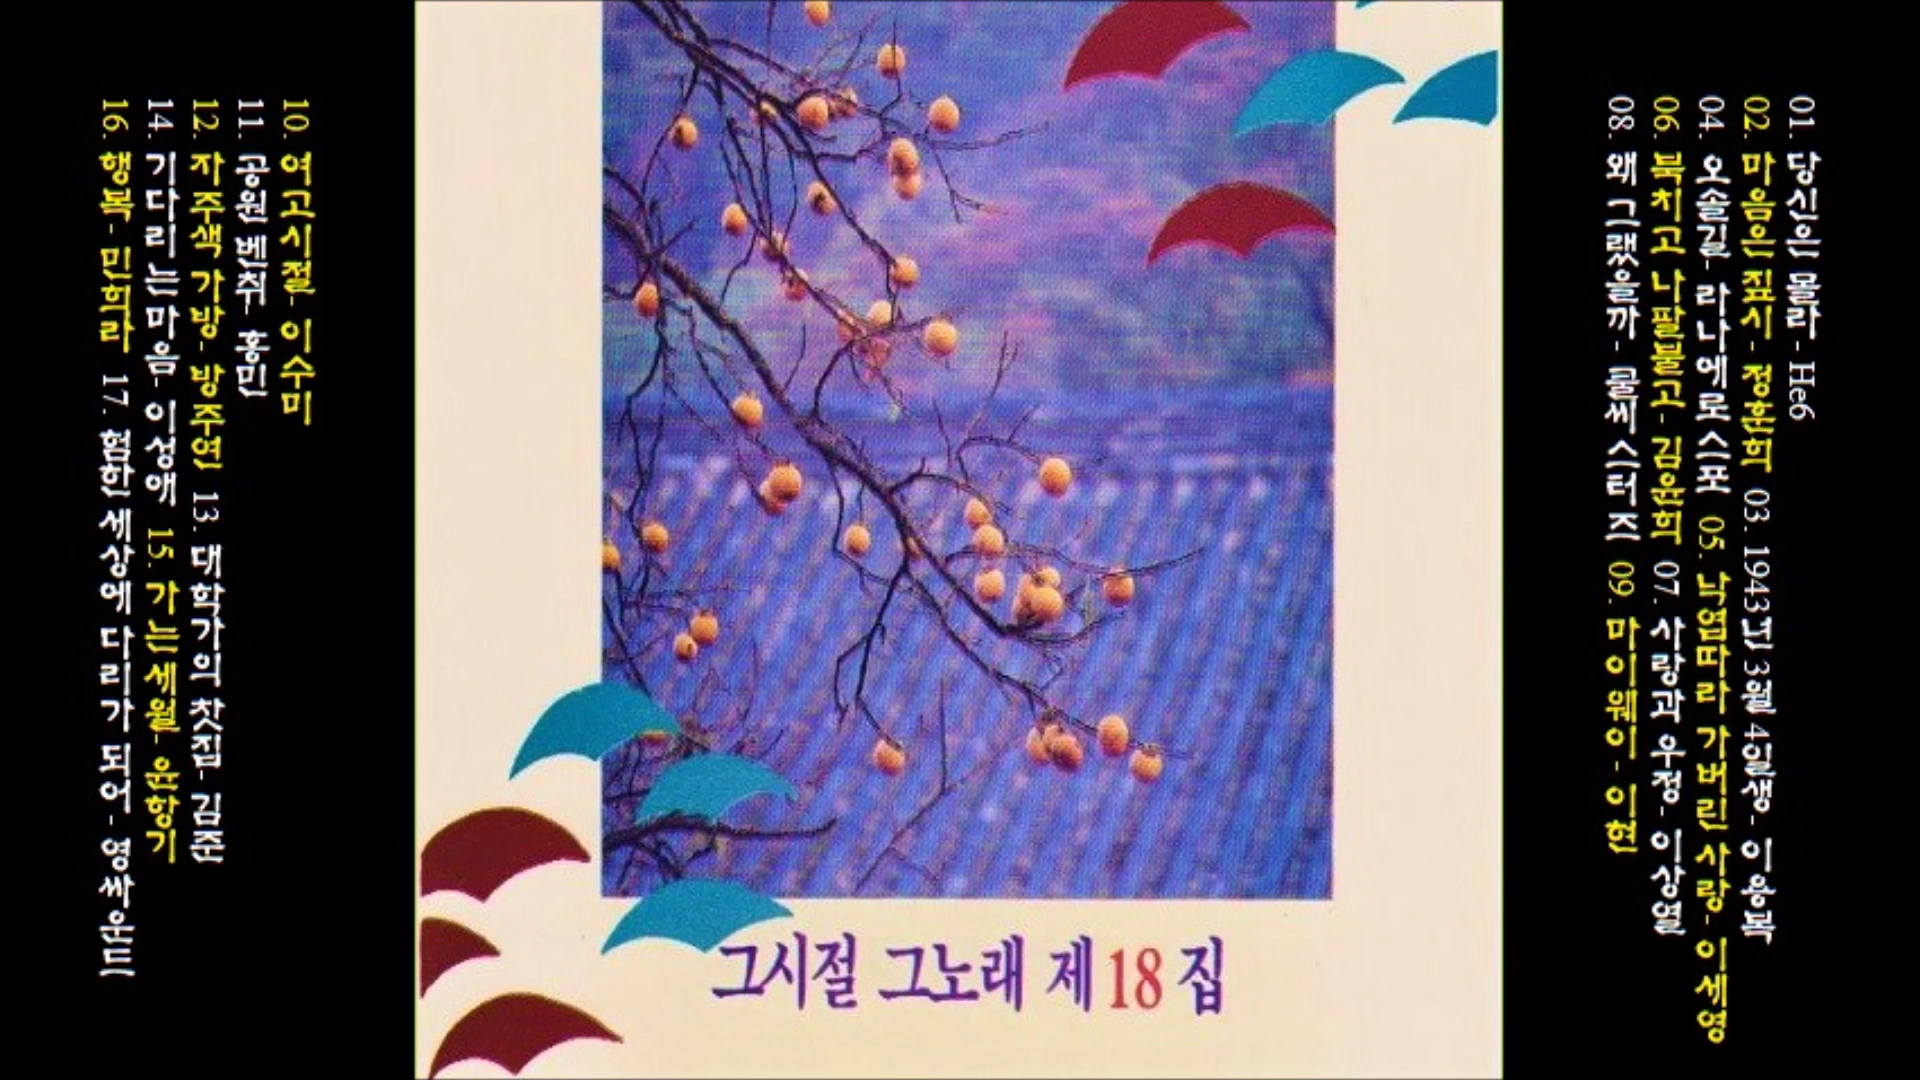 01. 당신은 몰라 - He6
02. 마음은 짚시 - 정훈희 03. 1943년 3월 4일생 - 이용복
04. 오솔길 - 라나에로스포 05. 낙엽따라 가버린 사랑 - 이세영
06. 북치고 나팔불고 - 김윤희 07. 사랑과 우정 - 이상열
08. 왜 그랬을까 - 쿨씨스터즈 09. 마이웨이 - 이현
10. 여고시절 - 이수미
11. 공원 벤취 - 홍민
12. 자주색 가방 - 방주연 13. 대학가의 찻집 - 김준
14. 기다리는마음 - 이성애 15. 가는세월 - 윤항기
16. 행복 - 민희라 17. 험한 세상에 다리가 되어 - 영싸운드
그시절 그노래 제 18 집